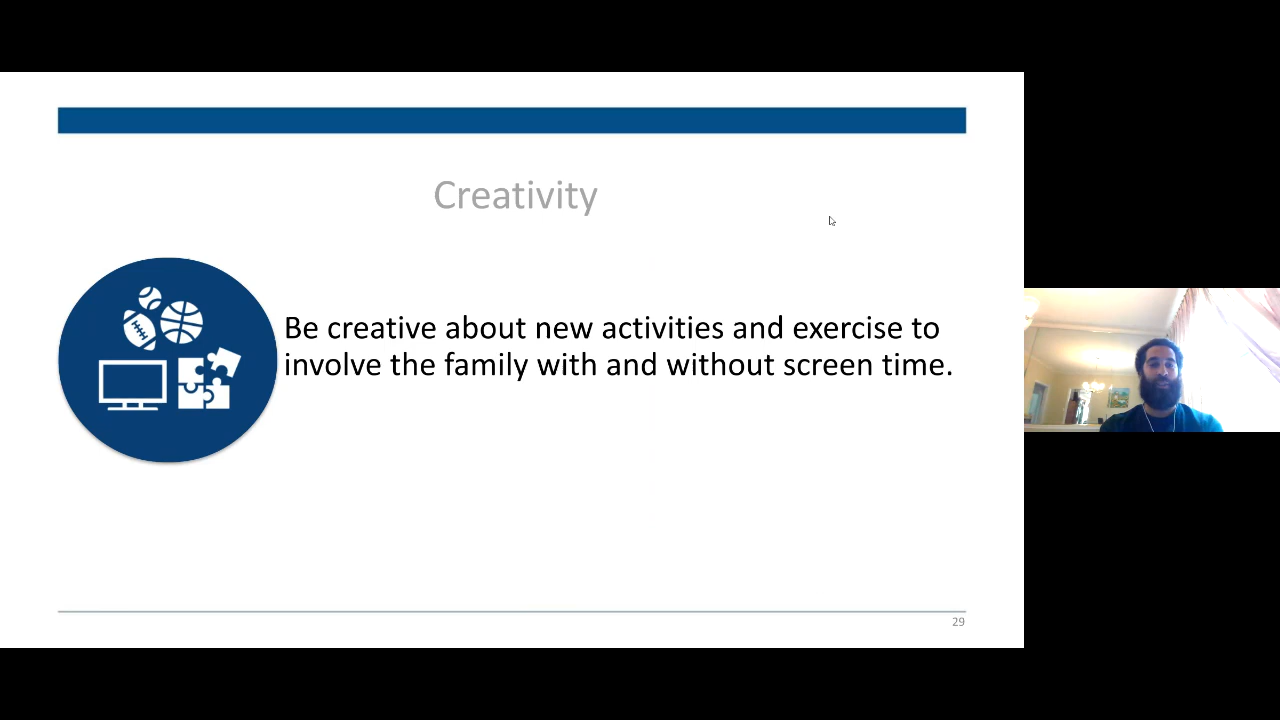 Creativity
Be creative about new activities and exercise to
involve the family with and without screen time.
29